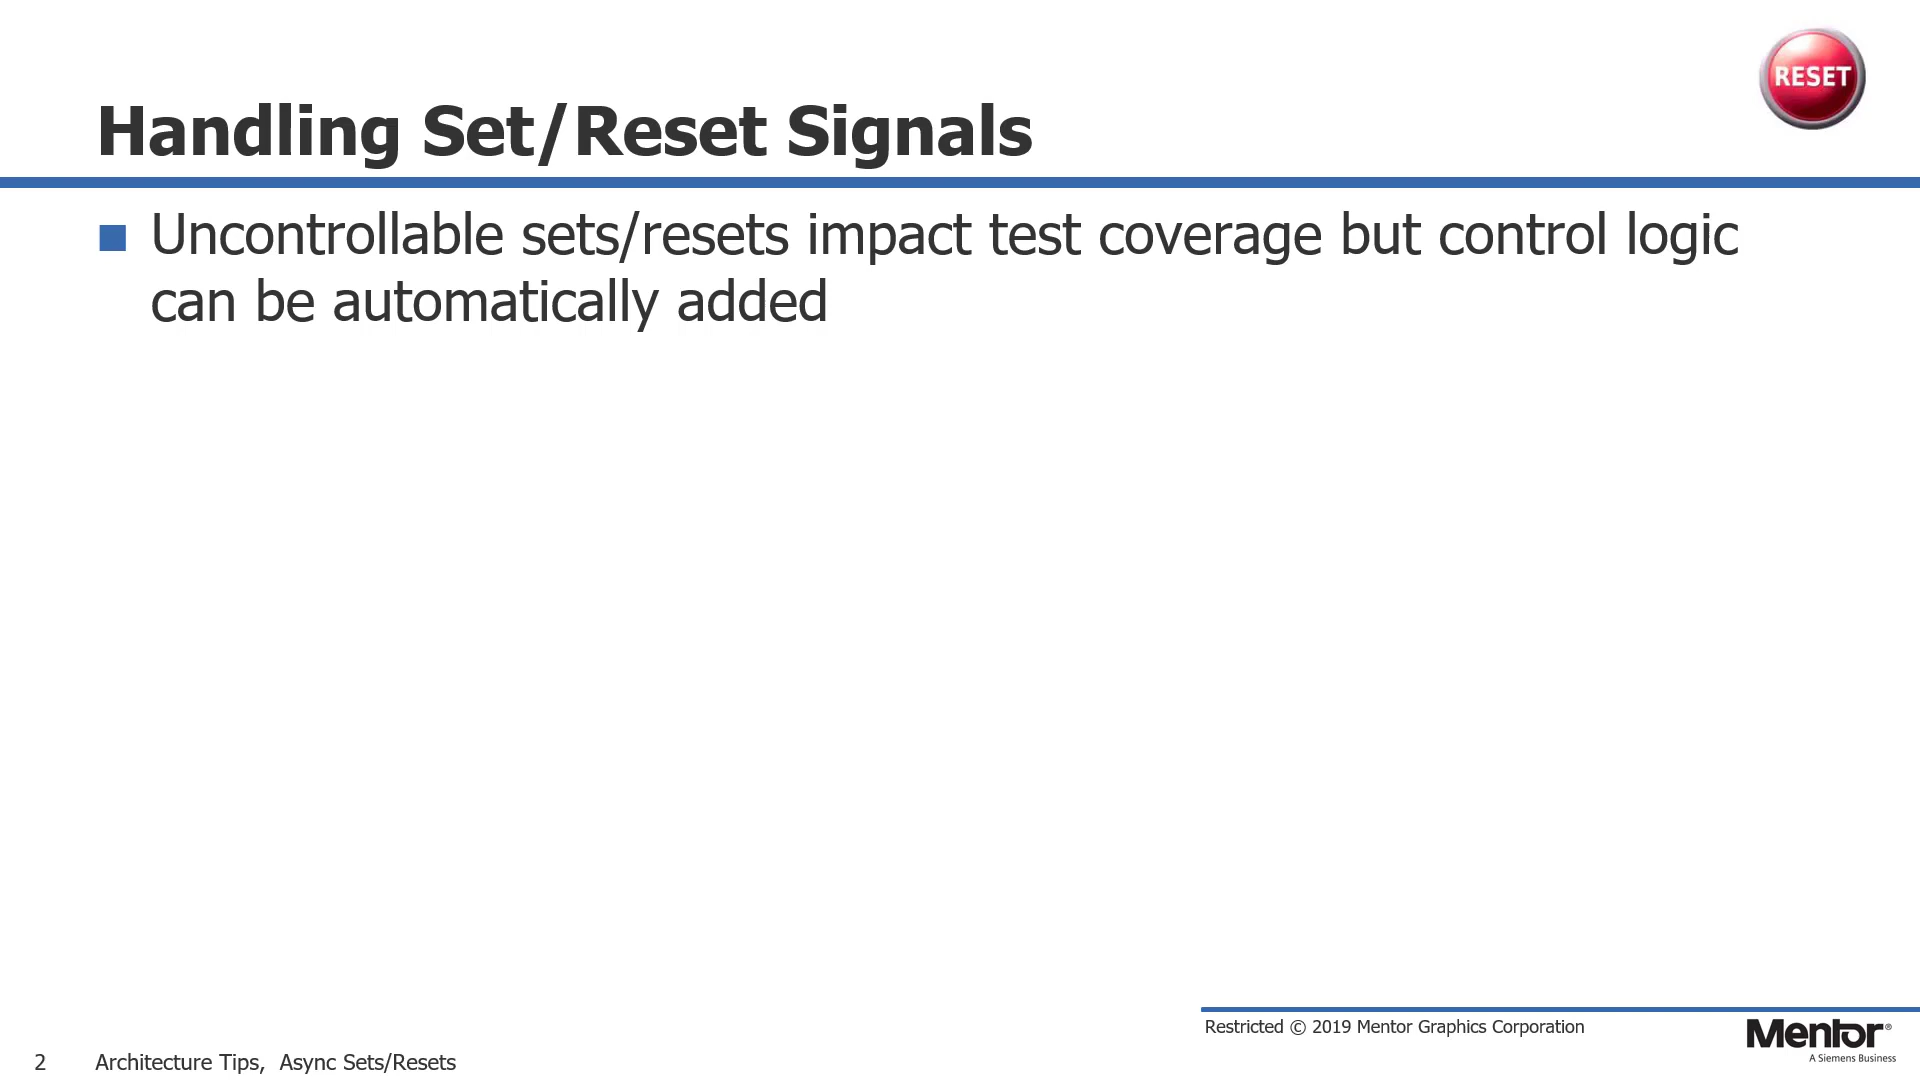 RESET
Handling Set/Reset Signals
Uncontrollable sets/resets impact test coverage but control logic
can be automatically added
Restricted © 2019 Mentor Graphics Corporation
Mentor®
A Siemens Business
2 Architecture Tips, Async Sets/Resets